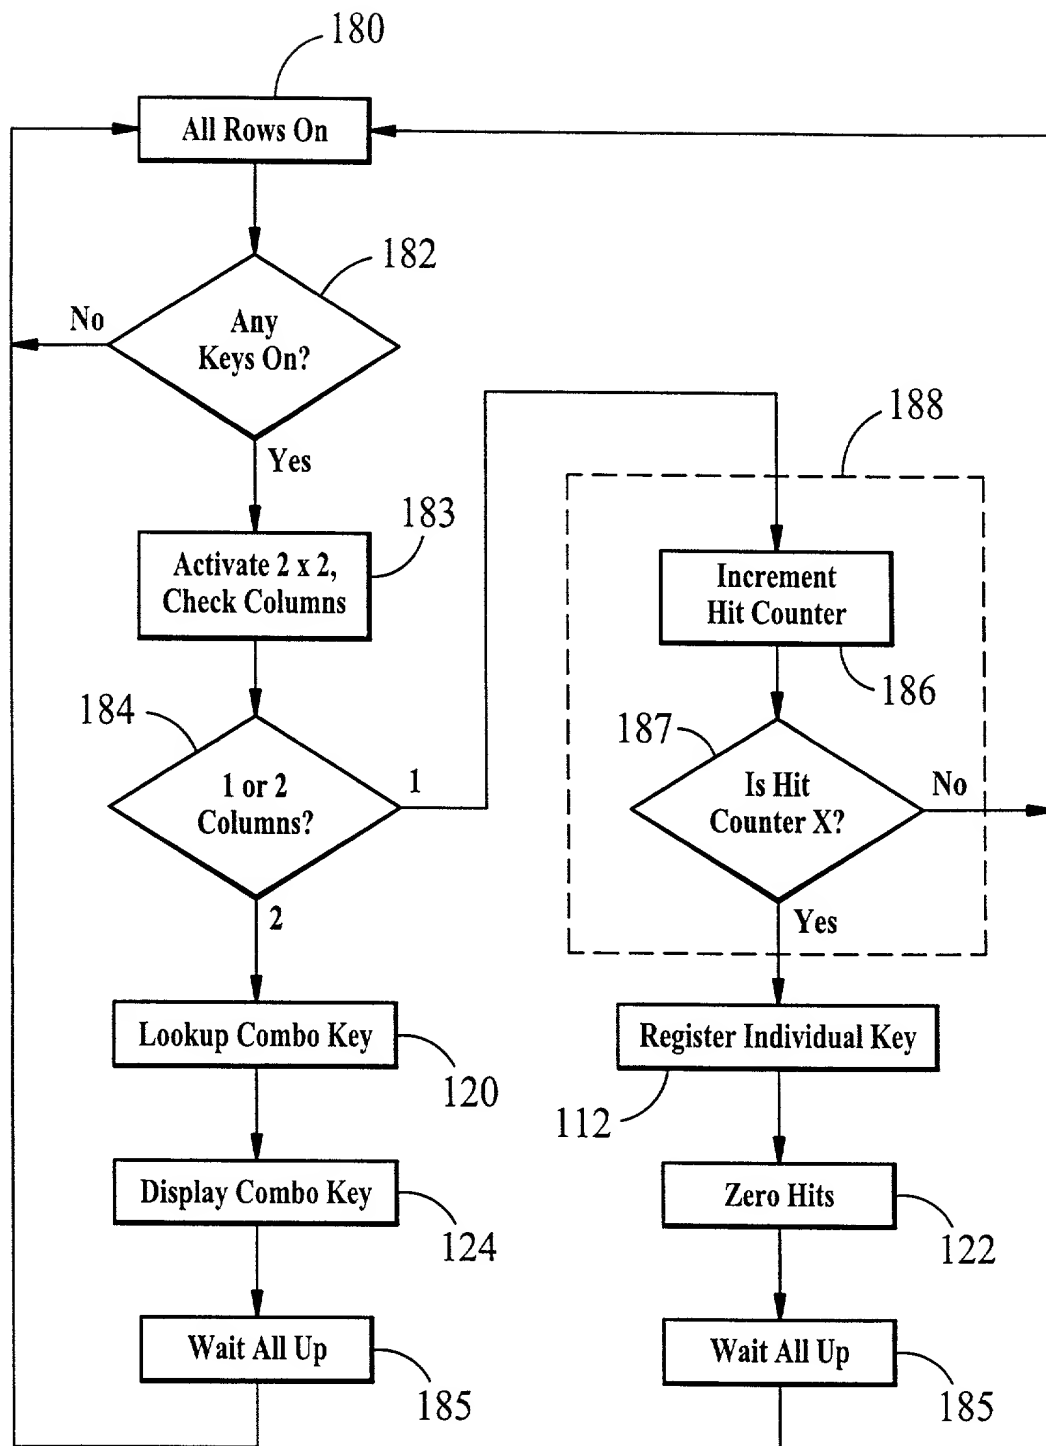 180
All Rows On
182
No
Any
Keys On?
Yes
188
183
Activate 2 x 2,
Check Columns
Increment
Hit Counter
186
184
187
1 or 2
Columns?
1
2
Is Hit
Counter X?
No
Yes
Lookup Combo Key
120
Register Individual Key
112
Display Combo Key
124
Zero Hits
122
Wait All Up
185
Wait All Up
185